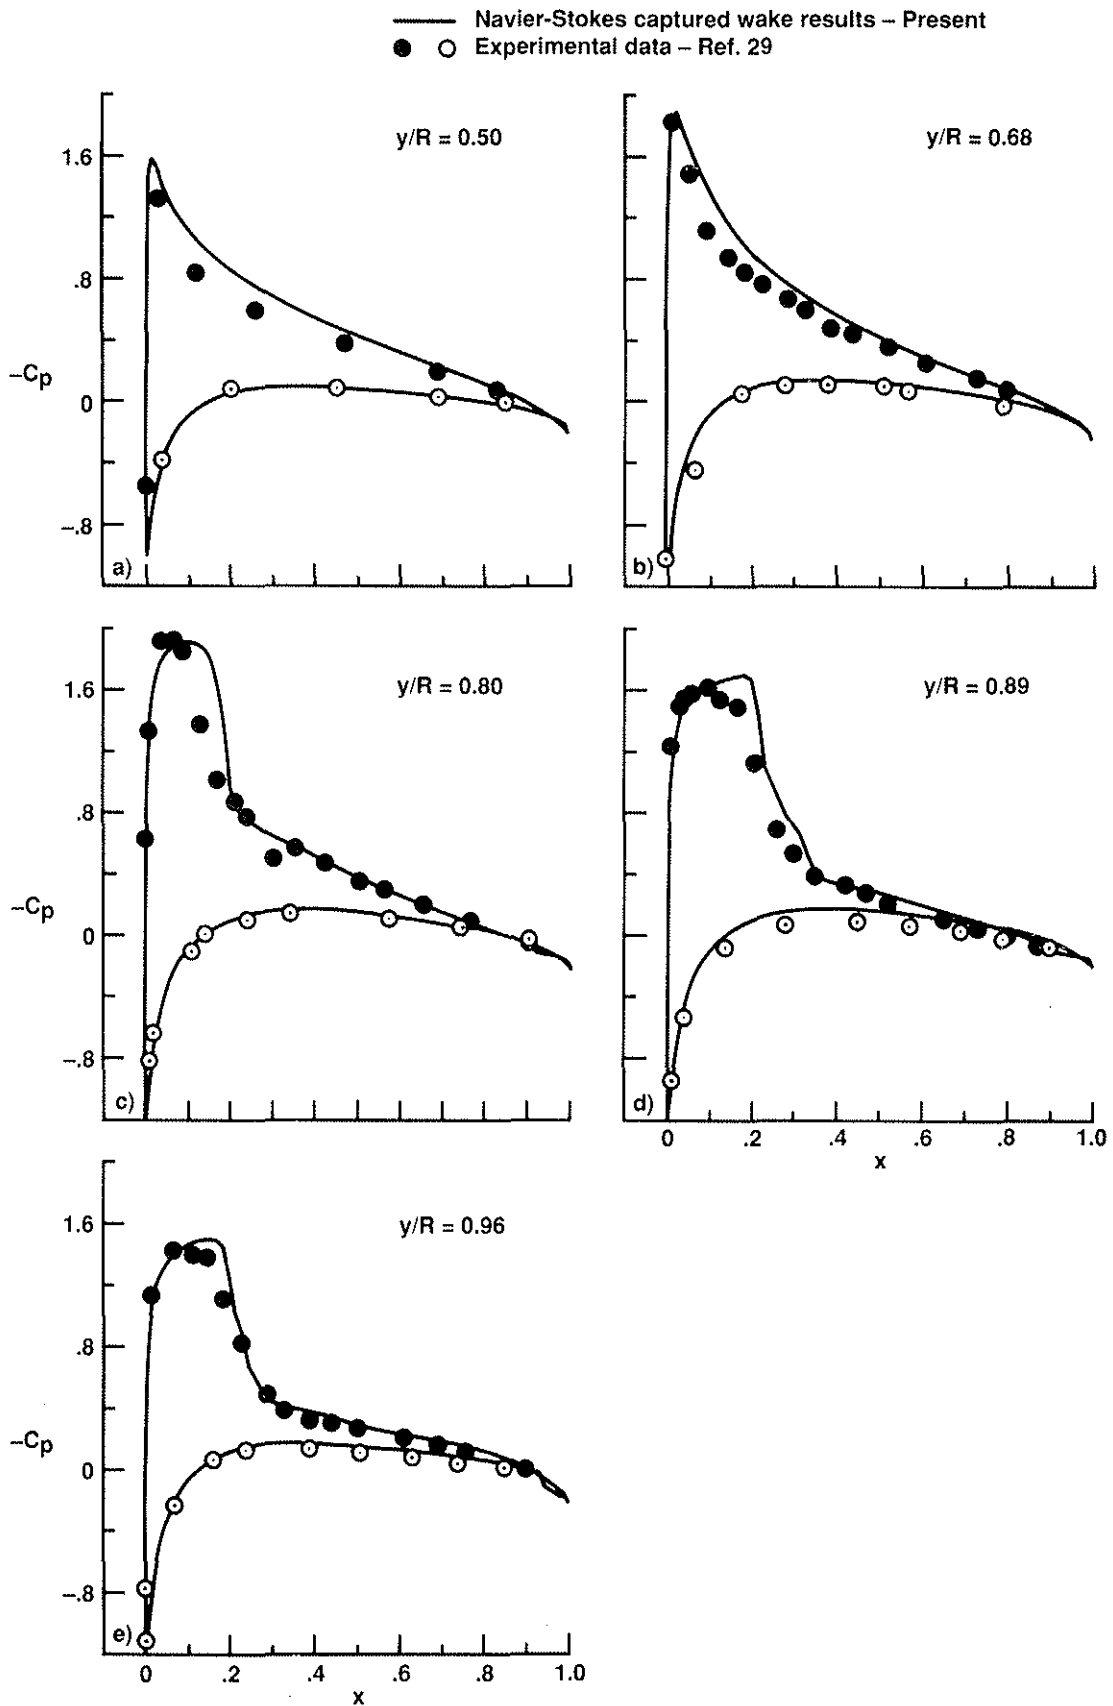 Navier-Stokes captured wake results – Present
Experimental data – Ref. 29
y/R = 0.50
1.6
.8
–Cp
0
–.8
a)
y/R = 0.68
b)
y/R = 0.80
1.6
.8
–Cp
0
–.8
c)
y/R = 0.89
d)
0 .2 .4 .6 .8 1.0
x
y/R = 0.96
1.6
.8
–Cp
0
–.8
e)
0 .2 .4 .6 .8 1.0
x